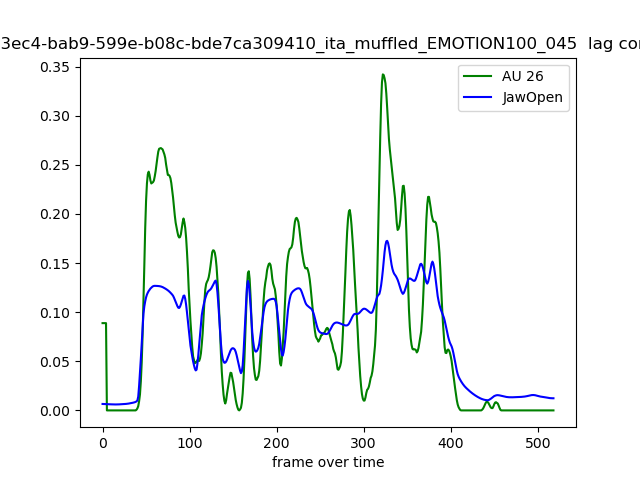 3ec4-bab9-599e-b08c-bde7ca309410_ita_muffled_EMOTION100_045 lag
AU 26
JawOpen
0.35
0.30
0.25
0.20
0.15
0.10
0.05
0.00
0 100 200 300 400 500
frame over time